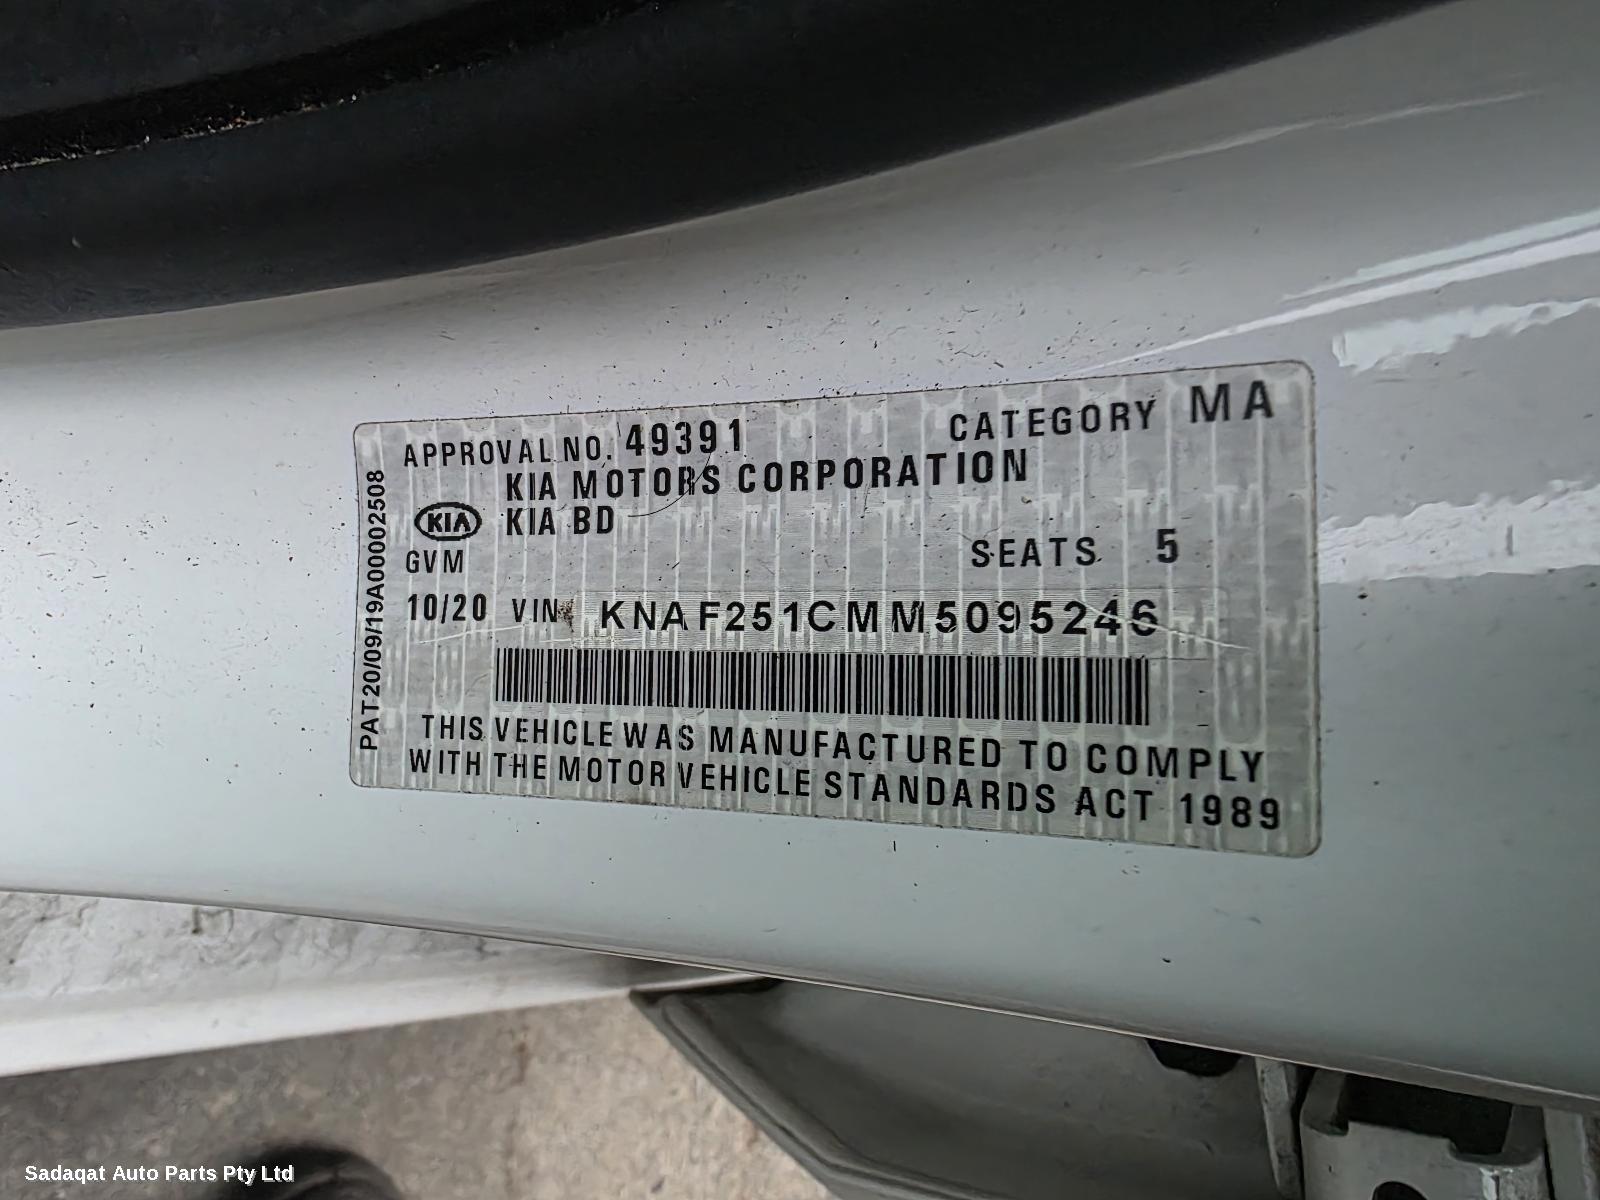 APPROVAL NO. 49391 CATEGORY MA
KIA MOTORS CORPORATION
KIA KIA BD
GVM SEATS 5
10/20 VIN KNAF251CMM5095246
THIS VEHICLE WAS MANUFACTURED TO COMPLY
WITH THE MOTOR VEHICLE STANDARDS ACT 1989
PAT20/09/19A00002508
Sadaqat Auto Parts Pty Ltd